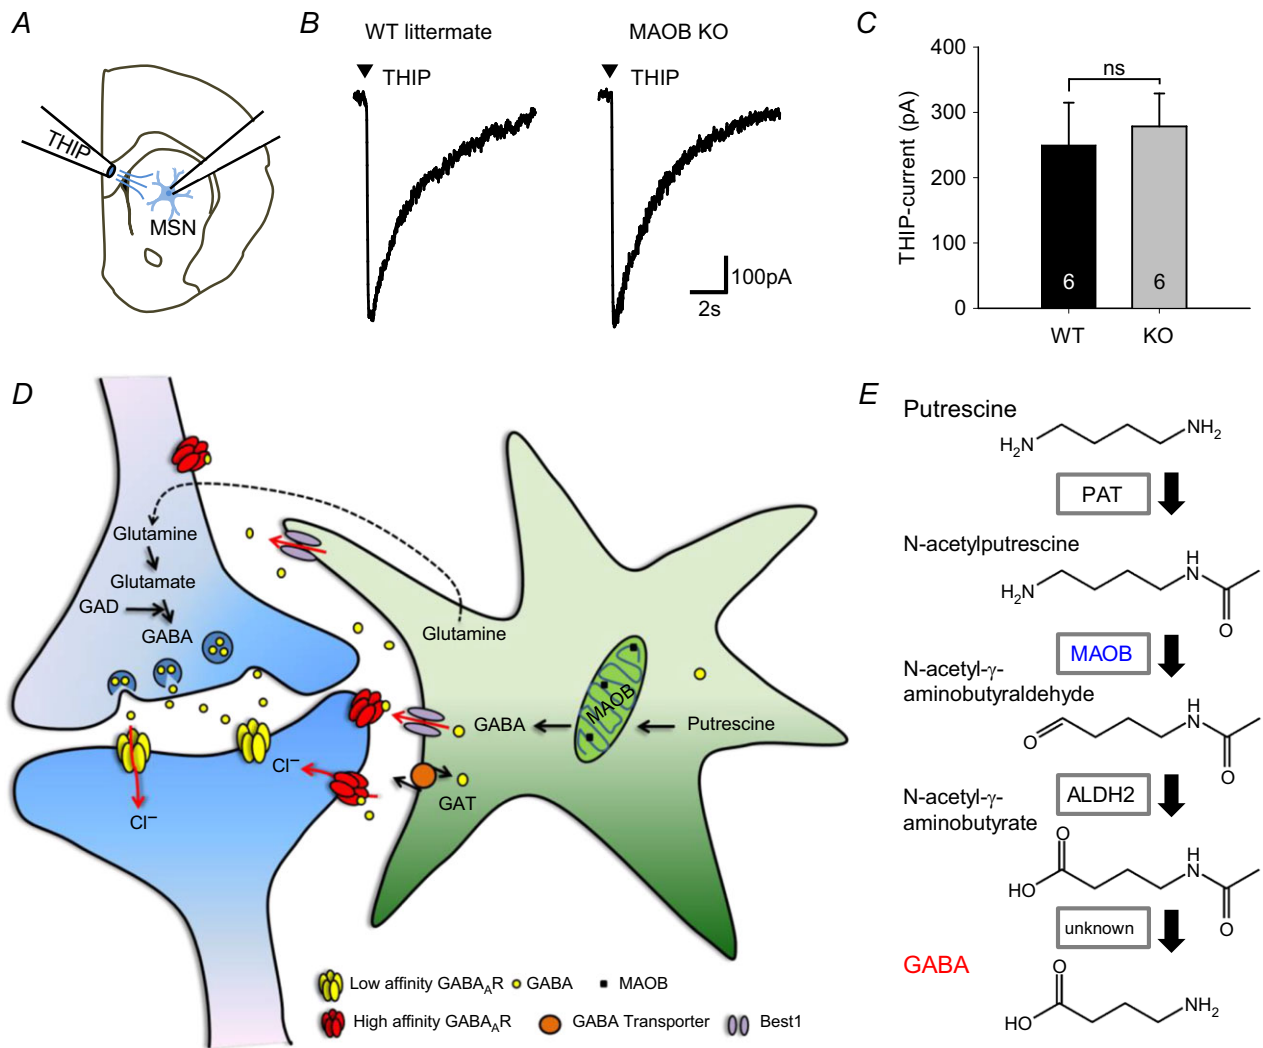 A
THIP
MSN
B
WT littermate
MAOB KO
THIP
THIP
100pA
2s
C
THIP-current (pA)
400
300
200
100
0
ns
6
6
WT
KO
D
Glutamine
Glutamate
GAD
GABA
Glutamine
MAOB
GABA
Putrescine
GAT
Cl⁻
Cl⁻
Low affinity GABA_AR
GABA
MAOB
High affinity GABA_AR
GABA Transporter
Best1
E
Putrescine
H₂N
NH₂
PAT
N-acetylputrescine
H₂N
H
N
O
MAOB
N-acetyl-γ-
aminobutyraldehyde
O
H
N
O
ALDH2
N-acetyl-γ-
aminobutyrate
O
HO
H
N
O
unknown
GABA
O
HO
NH₂